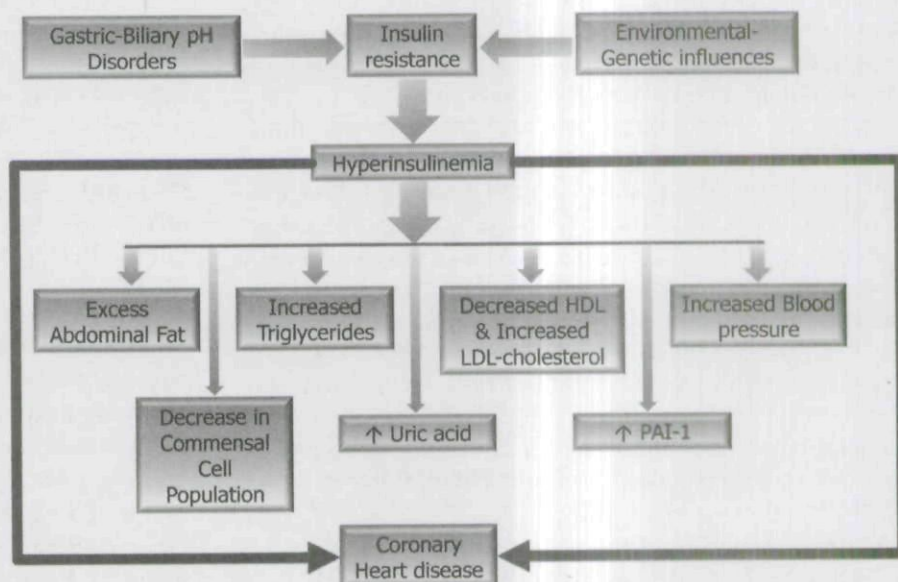 Gastric-Biliary pH
Disorders
Insulin
resistance
Environmental-
Genetic influences
Hyperinsulinemia
Excess
Abdominal Fat
Increased
Triglycerides
Decreased HDL
& Increased
LDL-cholesterol
Increased Blood
pressure
Decrease in
Commensal
Cell
Population
↑ Uric acid
↑ PAI-1
Coronary
Heart disease